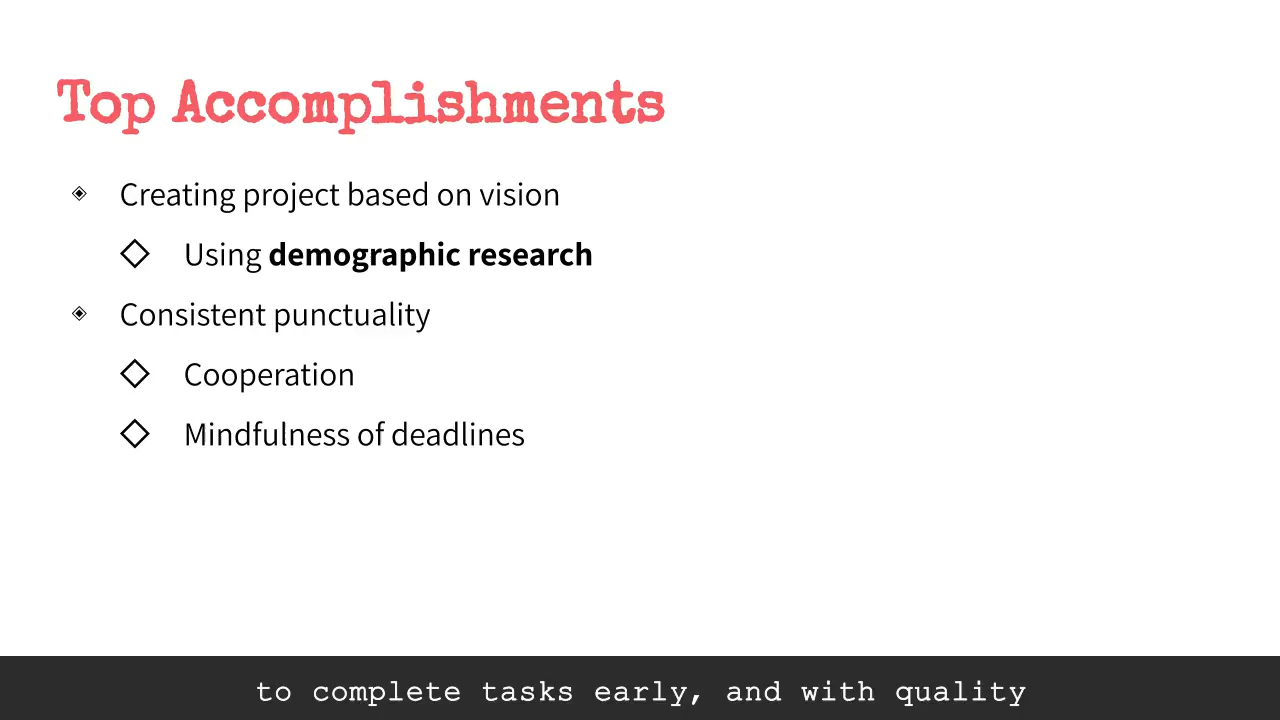 Top Accomplishments
◈ Creating project based on vision
◇ Using demographic research
◈ Consistent punctuality
◇ Cooperation
◇ Mindfulness of deadlines
to complete tasks early, and with quality